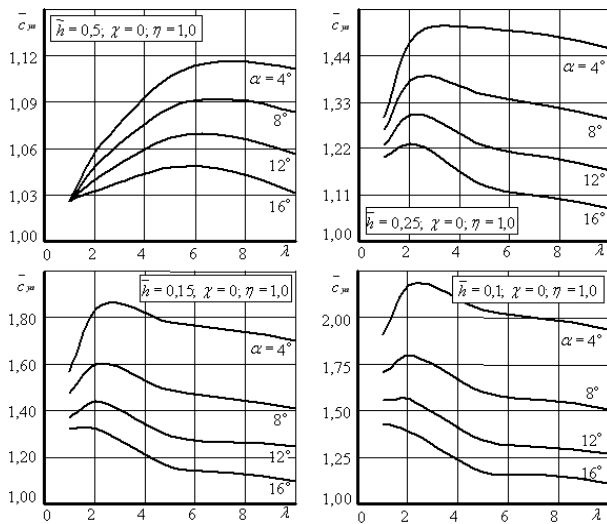 c̄уа h̄ = 0,5; χ = 0; η = 1,0
1,12
α = 4°
1,09
8°
1,06
12°
1,03
16°
1,00
0 2 4 6 8 λ
c̄уа
1,44
α = 4°
1,33
8°
1,22
12°
1,11
16°
h̄ = 0,25; χ = 0; η = 1,0
1,00
0 2 4 6 8 λ
c̄уа h̄ = 0,15; χ = 0; η = 1,0
1,80
α = 4°
1,60
8°
1,40
12°
1,20
16°
1,00
0 2 4 6 8 λ
c̄уа h̄ = 0,1; χ = 0; η = 1,0
2,00
α = 4°
1,75
8°
1,50
12°
1,25
16°
1,00
0 2 4 6 8 λ